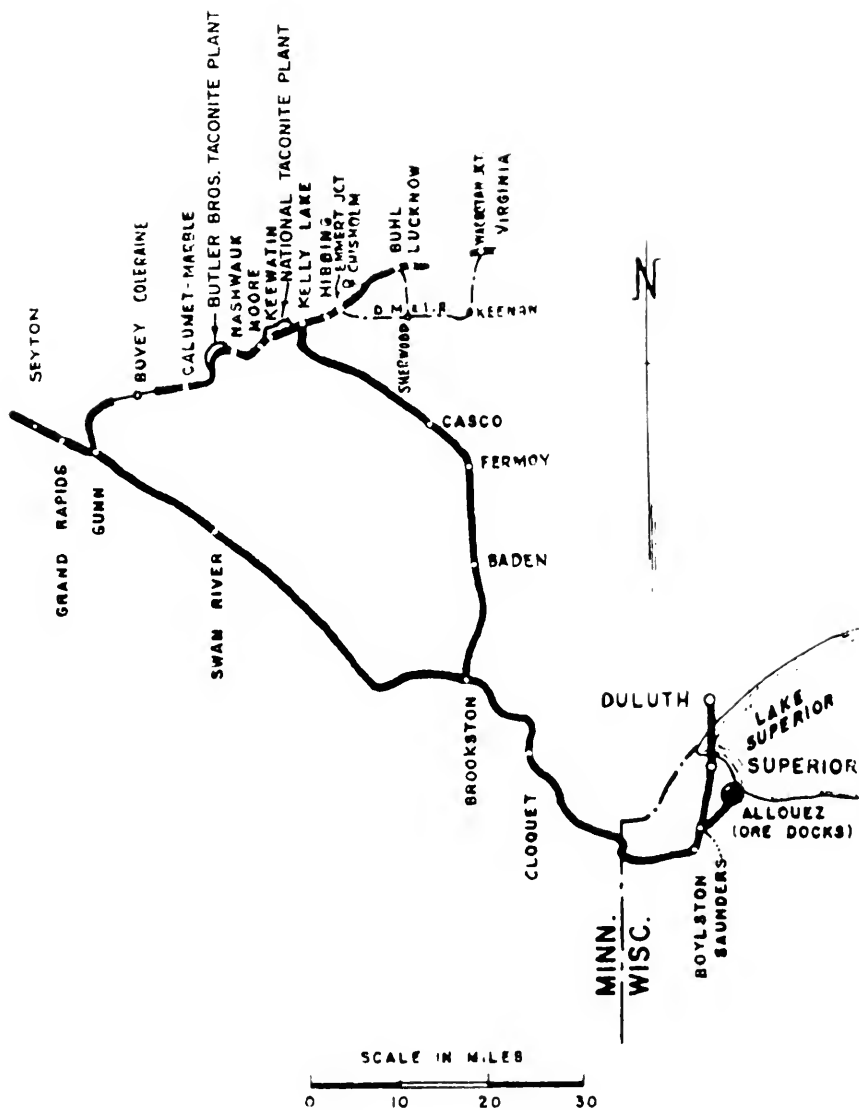 SEYTON
GRAND RAPIDS
GUNN
BOVEY COLERAINE
CALUMET-MARBLE
BUTLER BROS. TACONITE PLANT
NASHWAUK
MOORE
KEEWATIN
NATIONAL TACONITE PLANT
KELLY LAKE
HIBBING
EMMERT JCT
CHISHOLM
BUHL
LUCKNOW
VIRGINIA
D.M.&I.R.
KEENAN
SHERWOOD
N
CASCO
FERMOY
BADEN
SWAN RIVER
BROOKSTON
CLOQUET
DULUTH
LAKE
SUPERIOR
SUPERIOR
ALLOUEZ
(ORE DOCKS)
BOYLSTON
SAUNDERS
MINN.
WISC.
SCALE IN MILES
0 10 20 30